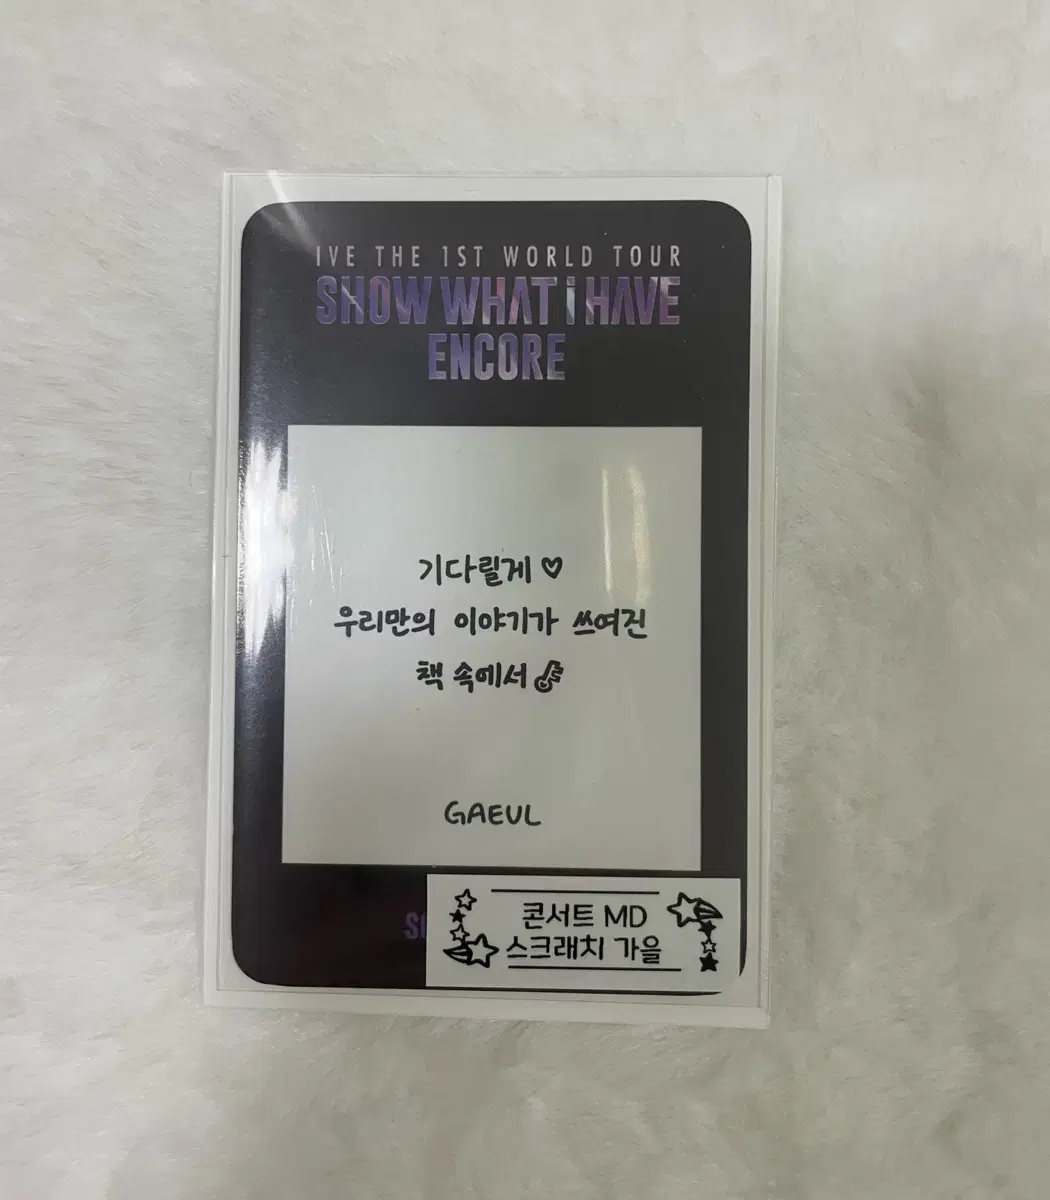 IVE THE 1ST WORLD TOUR
SHOW WHAT i HAVE
ENCORE
기다릴게 ♡
우리만의 이야기가 쓰여진
책 속에서
GAEUL
콘서트 MD
스크래치 가을